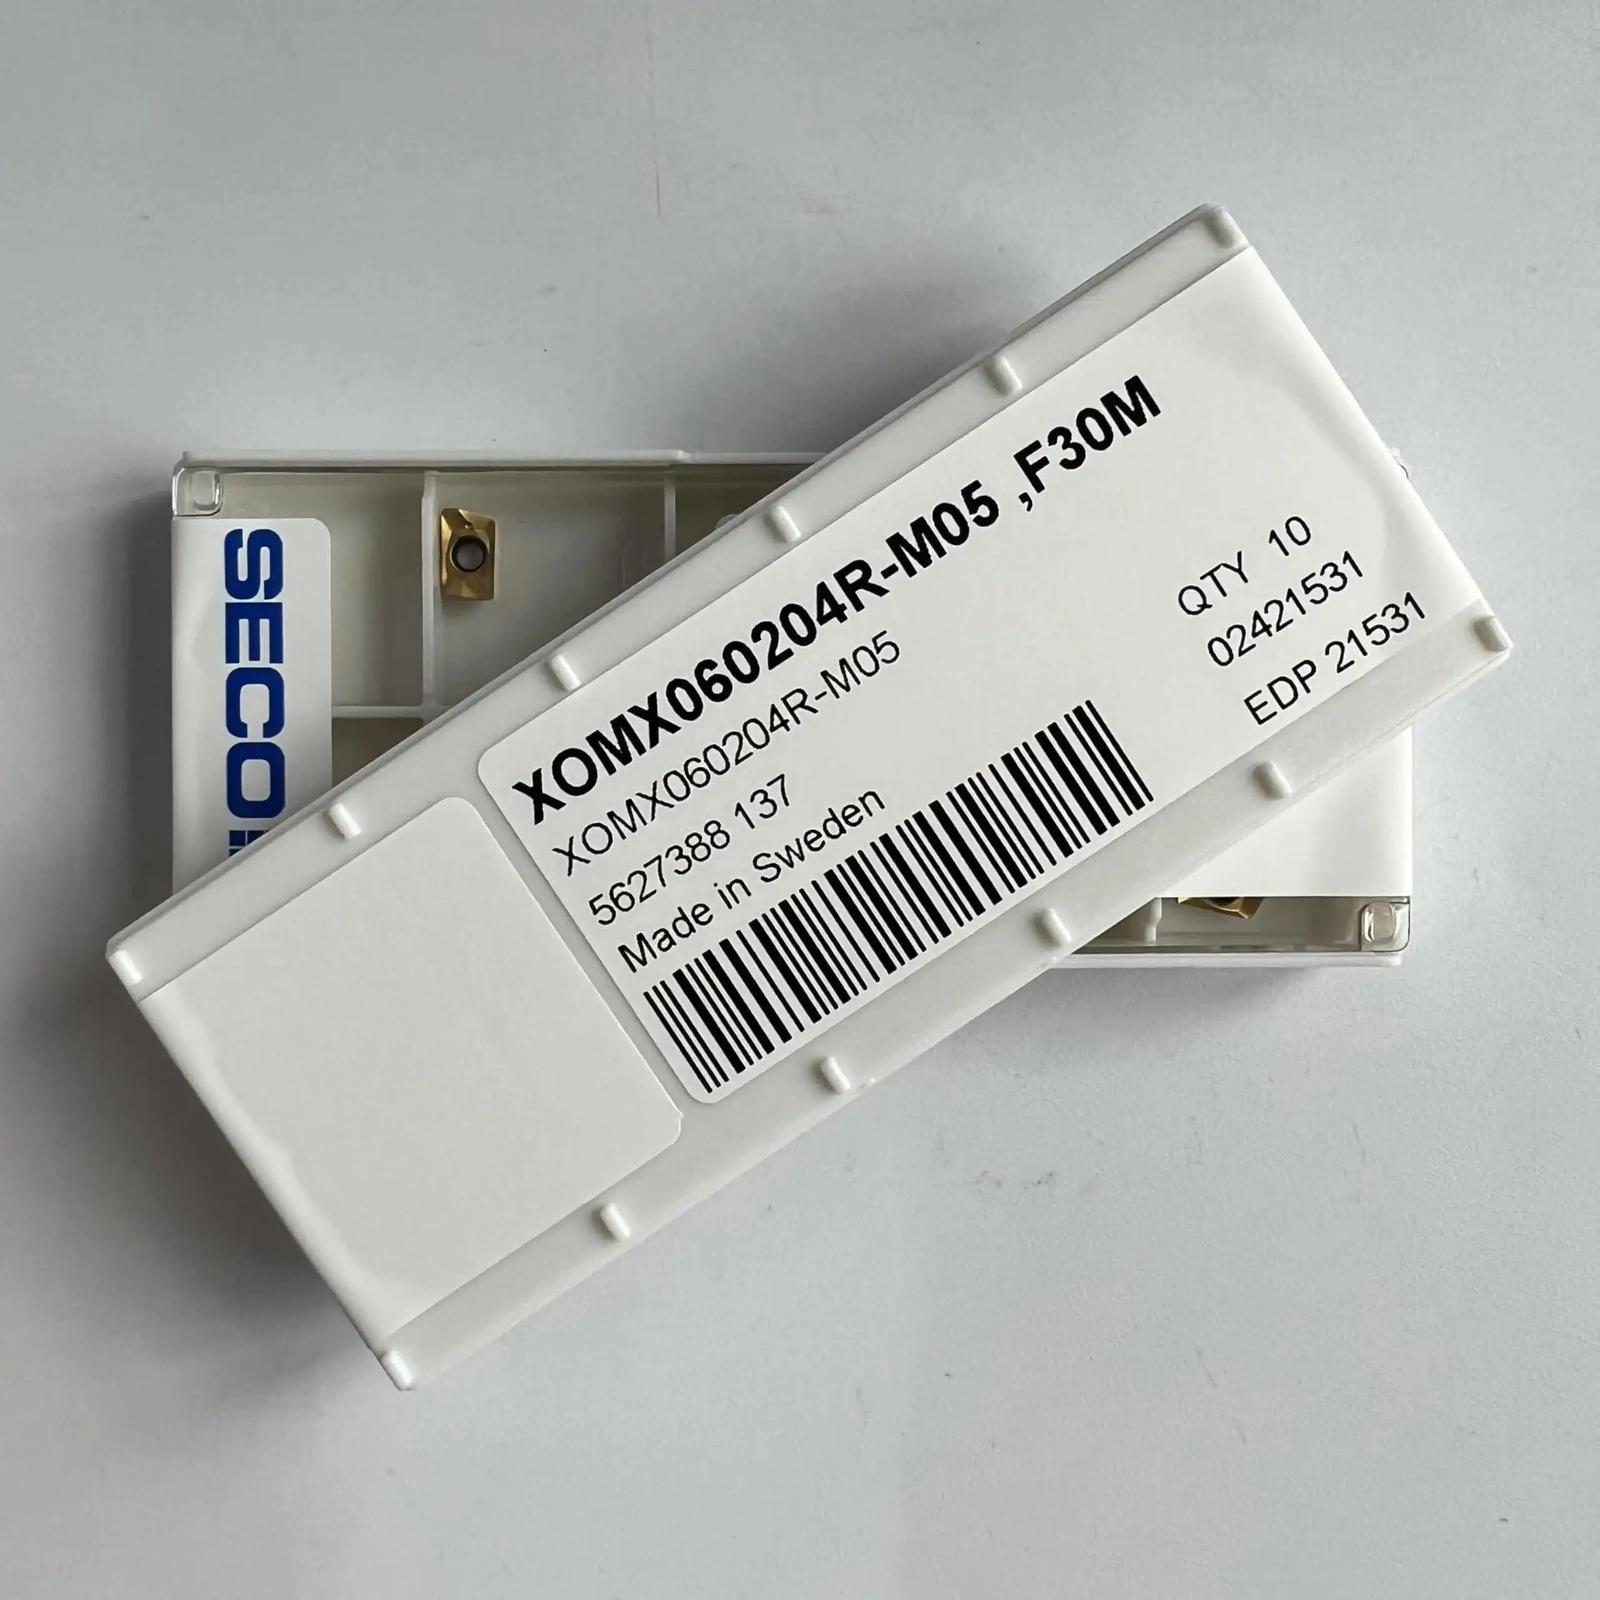 SECO
XOMX060204R-M05 ,F30M
XOMX060204R-M05
5627388 137
Made in Sweden
QTY 10
02421531
EDP 21531